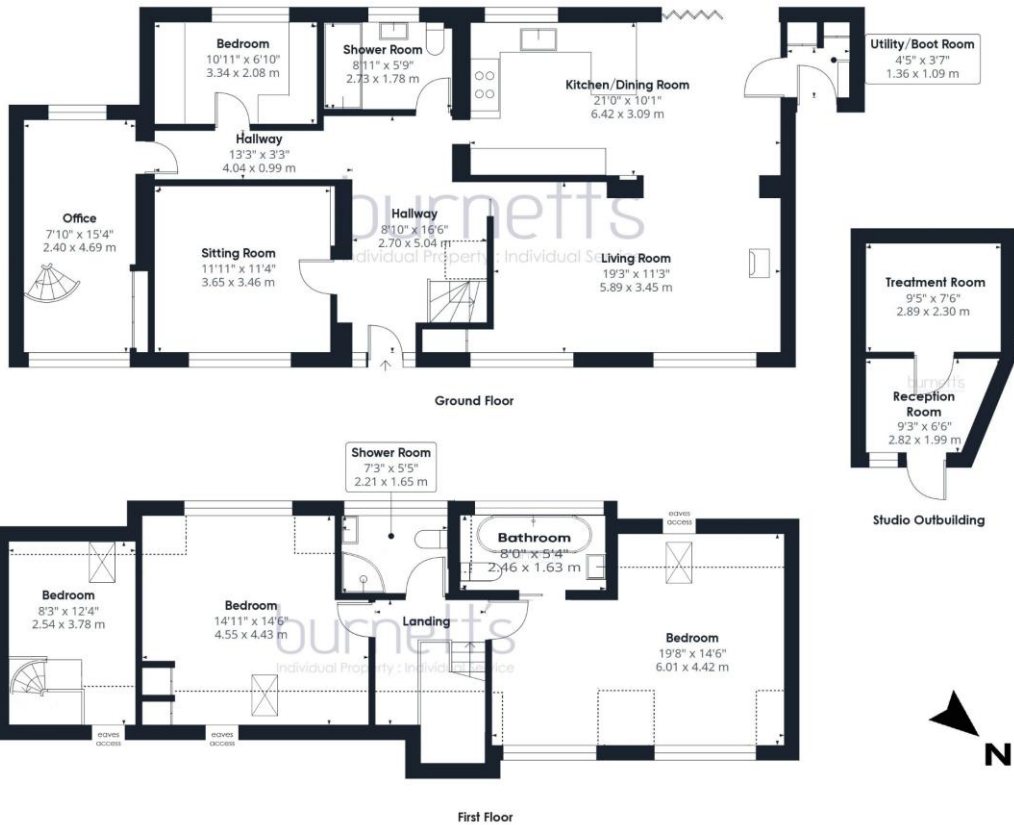 Bedroom
10'11" x 6'10"
3.34 x 2.08 m
Shower Room
8'11" x 5'9"
2.73 x 1.78 m
Kitchen/Dining Room
21'0" x 10'1"
6.42 x 3.09 m
Utility/Boot Room
4'5" x 3'7"
1.36 x 1.09 m
Hallway
13'3" x 3'3"
4.04 x 0.99 m
Office
7'10" x 15'4"
2.40 x 4.69 m
Sitting Room
11'11" x 11'4"
3.65 x 3.46 m
burnetts
Individual Property : Individual Se
Hallway
8'10" x 16'6"
2.70 x 5.04 m
Living Room
19'3" x 11'3"
5.89 x 3.45 m
Ground Floor
Treatment Room
9'5" x 7'6"
2.89 x 2.30 m
burnett's
Reception
Room
9'3" x 6'6"
2.82 x 1.99 m
Studio Outbuilding
Shower Room
7'3" x 5'5"
2.21 x 1.65 m
Bathroom
8'0" x 5'4"
2.46 x 1.63 m
eaves
access
Bedroom
8'3" x 12'4"
2.54 x 3.78 m
Bedroom
14'11" x 14'6"
4.55 x 4.43 m
Landing
burnett's
Individual Property : Individual Service
Bedroom
19'8" x 14'6"
6.01 x 4.42 m
eaves
access
eaves
access
N
First Floor